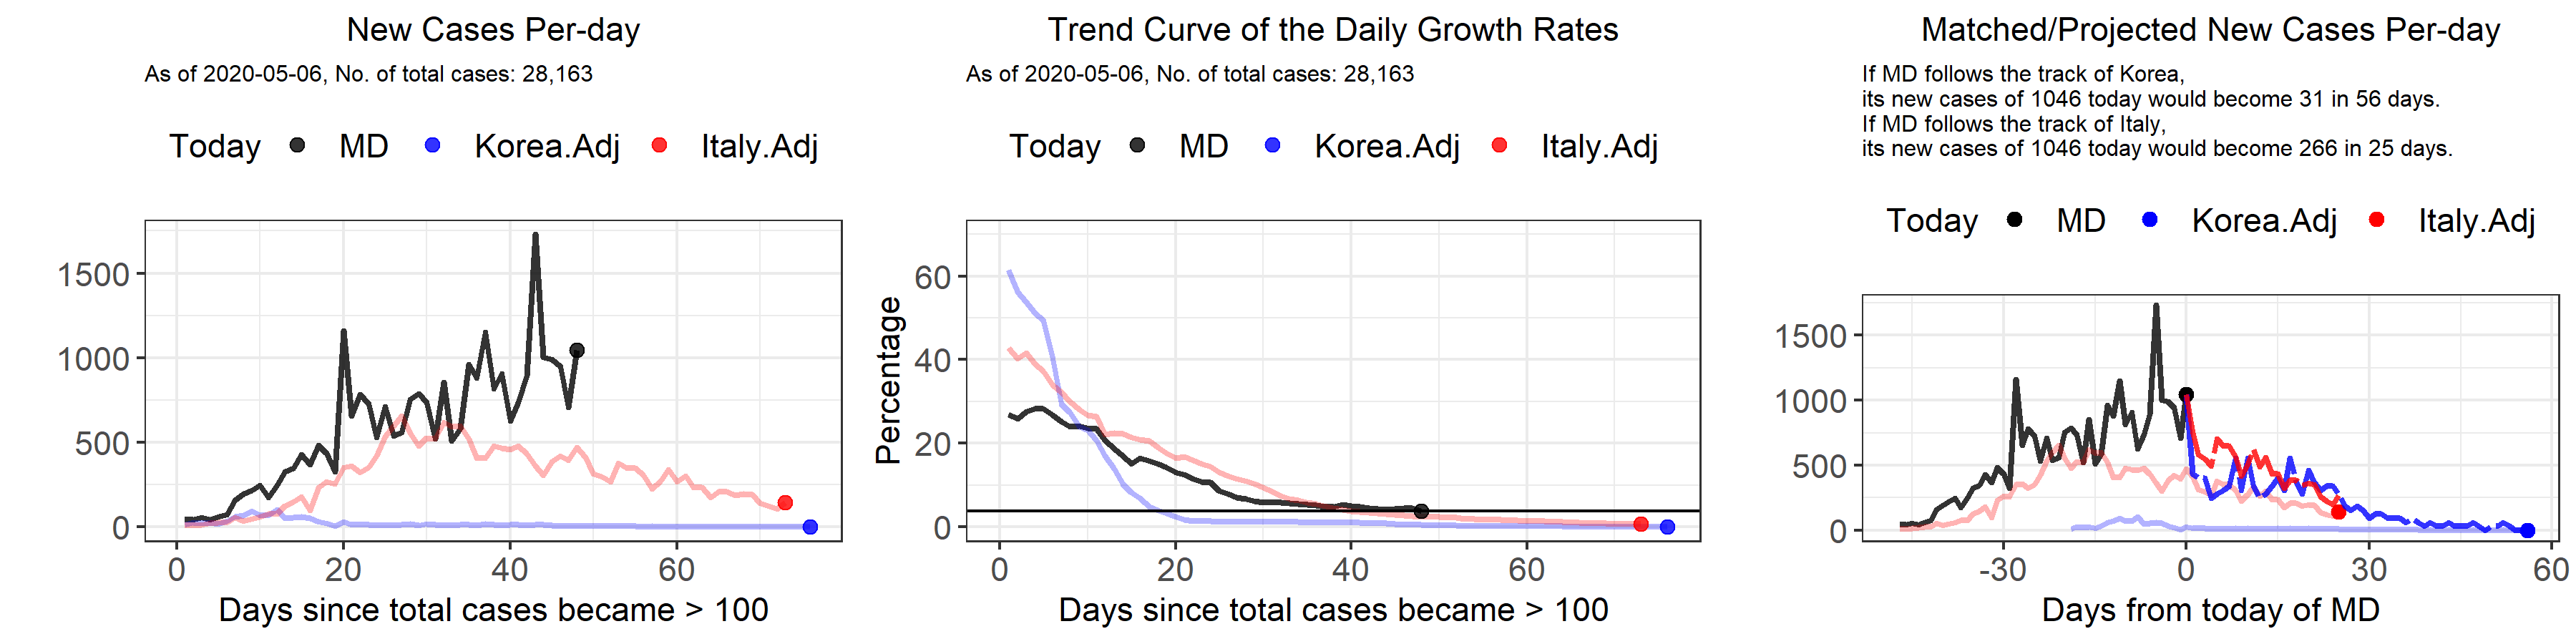 New Cases Per-day
As of 2020-05-06, No. of total cases: 28,163
Today MD Korea.Adj Italy.Adj
1500
1000
500
0
0 20 40 60
Days since total cases became > 100
Trend Curve of the Daily Growth Rates
As of 2020-05-06, No. of total cases: 28,163
Today MD Korea.Adj Italy.Adj
Percentage
60
40
20
0
0 20 40 60
Days since total cases became > 100
Matched/Projected New Cases Per-day
If MD follows the track of Korea,
its new cases of 1046 today would become 31 in 56 days.
If MD follows the track of Italy,
its new cases of 1046 today would become 266 in 25 days.
Today MD Korea.Adj Italy.Adj
1500
1000
500
0
-30 0 30 60
Days from today of MD